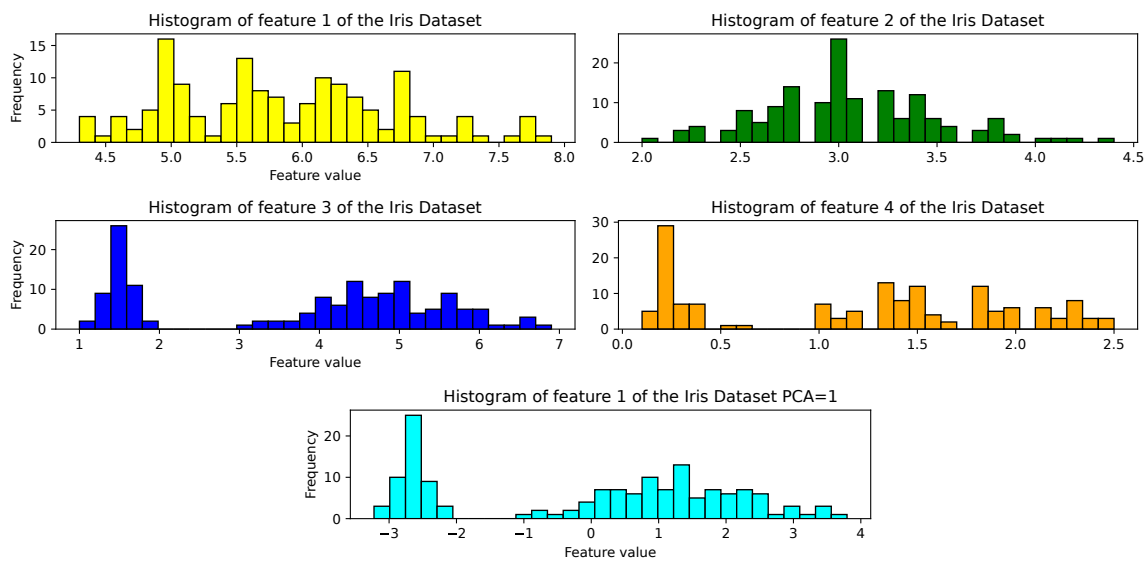 Histogram of feature 1 of the Iris Dataset
Frequency
15
10
5
0
4.5 5.0 5.5 6.0 6.5 7.0 7.5 8.0
Feature value
Histogram of feature 2 of the Iris Dataset
20
10
0
2.0 2.5 3.0 3.5 4.0 4.5
Histogram of feature 3 of the Iris Dataset
Frequency
20
10
0
1 2 3 4 5 6 7
Feature value
Histogram of feature 4 of the Iris Dataset
30
20
10
0
0.0 0.5 1.0 1.5 2.0 2.5
Histogram of feature 1 of the Iris Dataset PCA=1
Frequency
20
10
0
−3 −2 −1 0 1 2 3 4
Feature value